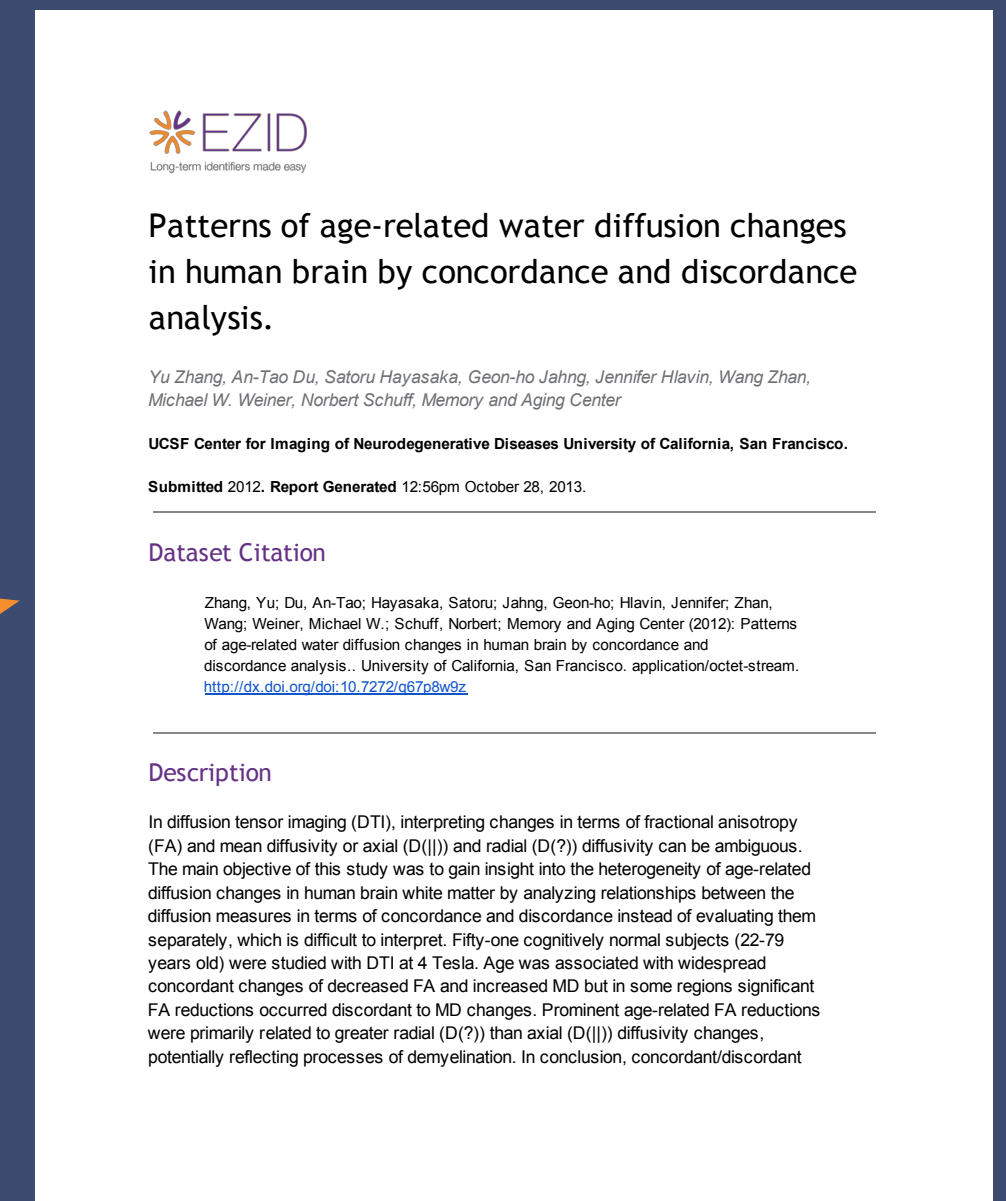 EZID
Long-term identifiers made easy
Patterns of age-related water diffusion changes
in human brain by concordance and discordance
analysis.
Yu Zhang, An-Tao Du, Satoru Hayasaka, Geon-ho Jahng, Jennifer Hlavin, Wang Zhan,
Michael W. Weiner, Norbert Schuff, Memory and Aging Center
UCSF Center for Imaging of Neurodegenerative Diseases University of California, San Francisco.
Submitted 2012. Report Generated 12:56pm October 28, 2013.
Dataset Citation
Zhang, Yu; Du, An-Tao; Hayasaka, Satoru; Jahng, Geon-ho; Hlavin, Jennifer; Zhan,
Wang; Weiner, Michael W.; Schuff, Norbert; Memory and Aging Center (2012): Patterns
of age-related water diffusion changes in human brain by concordance and
discordance analysis.. University of California, San Francisco. application/octet-stream.
http://dx.doi.org/doi:10.7272/q67p8w9z
Description
In diffusion tensor imaging (DTI), interpreting changes in terms of fractional anisotropy
(FA) and mean diffusivity or axial (D(||)) and radial (D(?)) diffusivity can be ambiguous.
The main objective of this study was to gain insight into the heterogeneity of age-related
diffusion changes in human brain white matter by analyzing relationships between the
diffusion measures in terms of concordance and discordance instead of evaluating them
separately, which is difficult to interpret. Fifty-one cognitively normal subjects (22-79
years old) were studied with DTI at 4 Tesla. Age was associated with widespread
concordant changes of decreased FA and increased MD but in some regions significant
FA reductions occurred discordant to MD changes. Prominent age-related FA reductions
were primarily related to greater radial (D(?)) than axial (D(||)) diffusivity changes,
potentially reflecting processes of demyelination. In conclusion, concordant/discordant